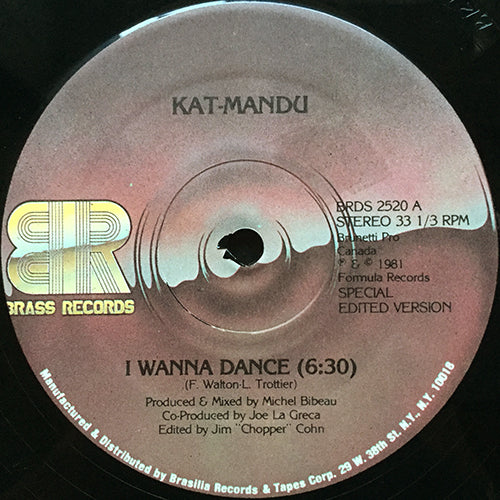 KAT-MANDU
BRDS 2520 A
STEREO 33 1/3 RPM
Brunetti Pro
Canada
℗ & © 1981
Formula Records
SPECIAL
EDITED VERSION
BR
BRASS RECORDS
I WANNA DANCE (6:30)
(F. Walton-L. Trottier)
Produced & Mixed by Michel Bibeau
Co-Produced by Joe La Greca
Edited by Jim "Chopper" Cohn
Manufactured & Distributed by Brasilia Records & Tapes Corp. 29 W. 38th St. N.Y., N.Y. 10018